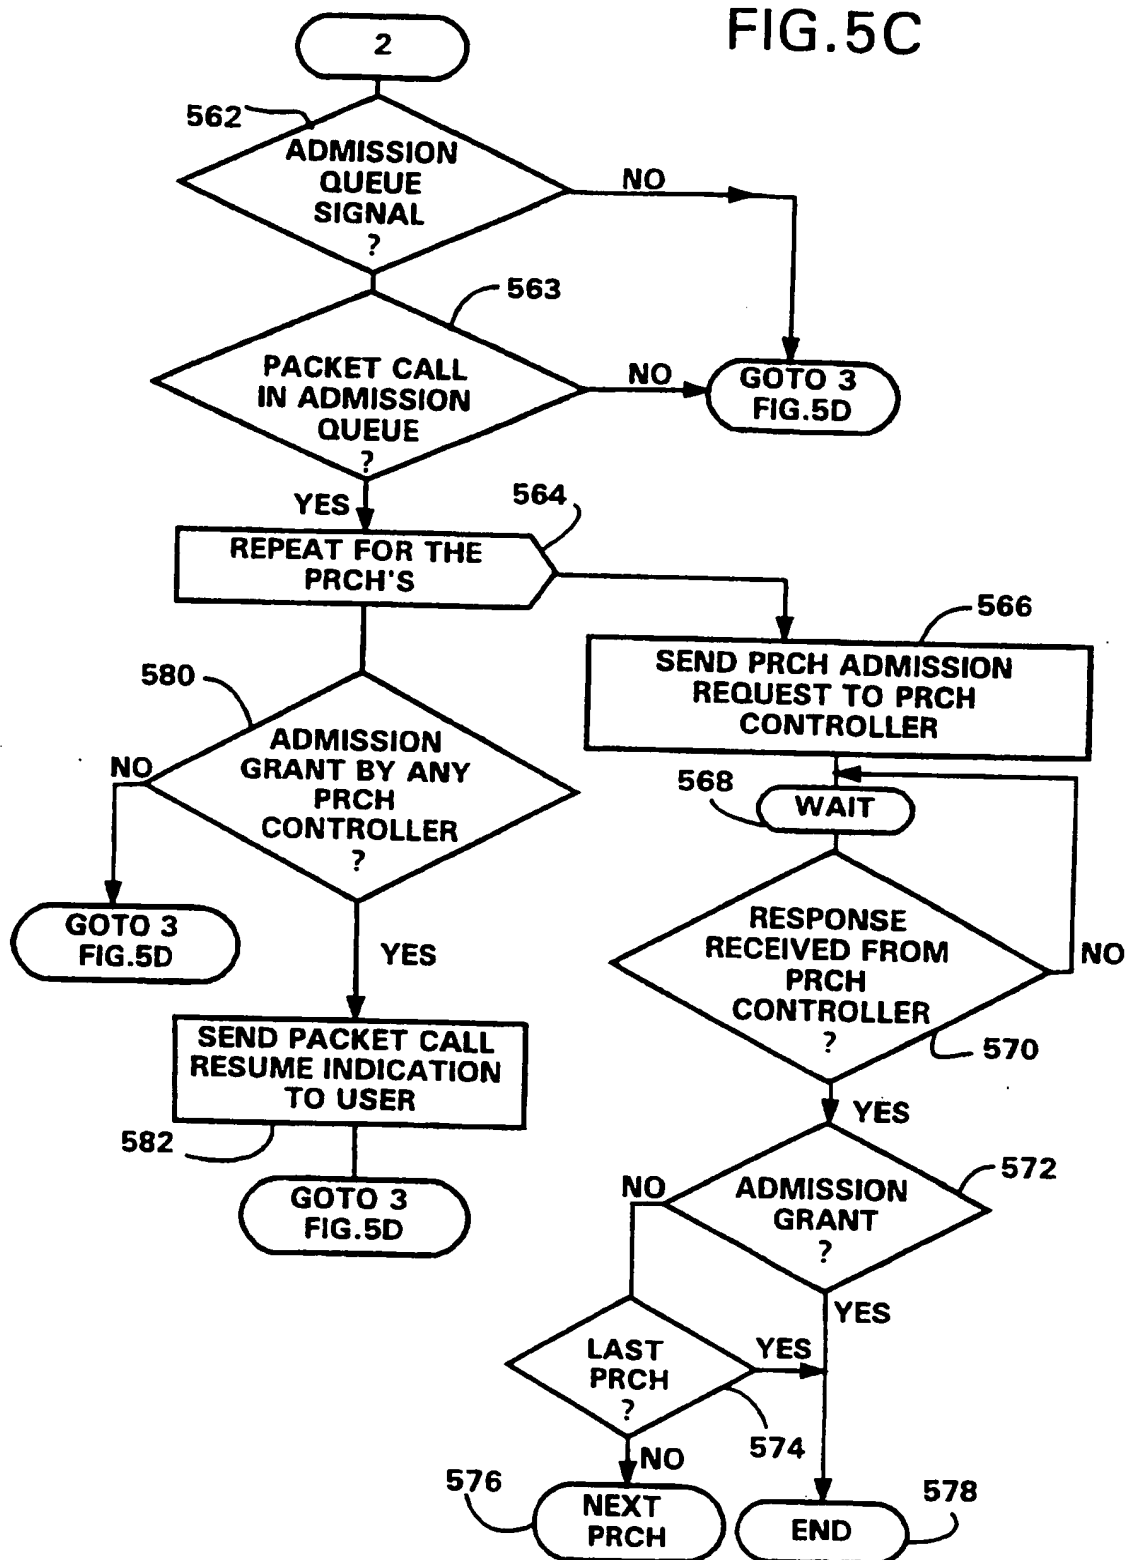 FIG.5C
2
562
ADMISSION
QUEUE
SIGNAL
?
NO
563
PACKET CALL
IN ADMISSION
QUEUE
?
NO
GOTO 3
FIG.5D
YES
564
REPEAT FOR THE
PRCH'S
566
SEND PRCH ADMISSION
REQUEST TO PRCH
CONTROLLER
580
ADMISSION
GRANT BY ANY
PRCH
CONTROLLER
?
NO
GOTO 3
FIG.5D
YES
SEND PACKET CALL
RESUME INDICATION
TO USER
582
GOTO 3
FIG.5D
568
WAIT
RESPONSE
RECEIVED FROM
PRCH
CONTROLLER
?
NO
570
YES
572
ADMISSION
GRANT
?
NO
YES
LAST
PRCH
?
YES
574
NO
576
NEXT
PRCH
END
578